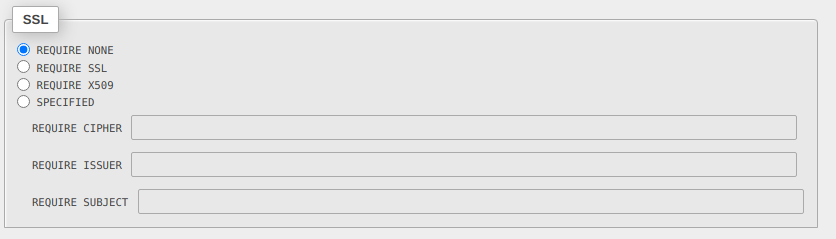 SSL
REQUIRE NONE
REQUIRE SSL
REQUIRE X509
SPECIFIED
REQUIRE CIPHER
REQUIRE ISSUER
REQUIRE SUBJECT